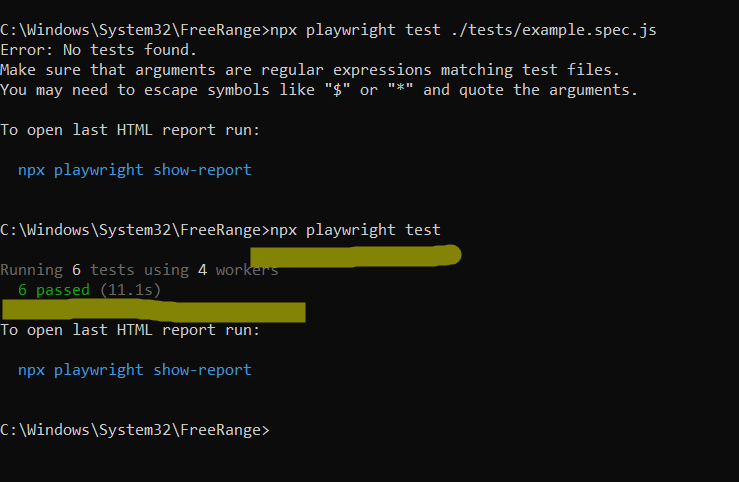 C:\Windows\System32\FreeRange>npx playwright test ./tests/example.spec.js
Error: No tests found.
Make sure that arguments are regular expressions matching test files.
You may need to escape symbols like "$" or "*" and quote the arguments.
To open last HTML report run:
npx playwright show-report
C:\Windows\System32\FreeRange>npx playwright test
Running 6 tests using 4 workers
6 passed (11.1s)
To open last HTML report run:
npx playwright show-report
C:\Windows\System32\FreeRange>